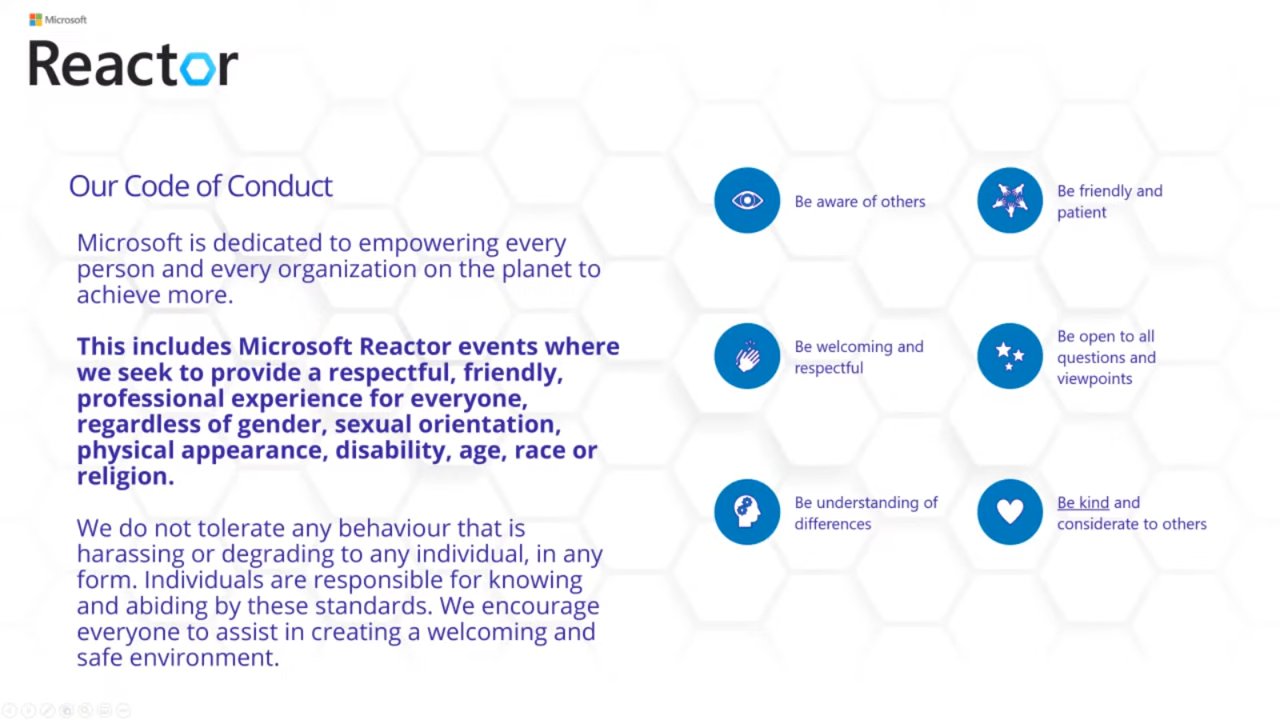 Microsoft
Reactor
Our Code of Conduct
Microsoft is dedicated to empowering every
person and every organization on the planet to
achieve more.
This includes Microsoft Reactor events where
we seek to provide a respectful, friendly,
professional experience for everyone,
regardless of gender, sexual orientation,
physical appearance, disability, age, race or
religion.
We do not tolerate any behaviour that is
harassing or degrading to any individual, in any
form. Individuals are responsible for knowing
and abiding by these standards. We encourage
everyone to assist in creating a welcoming and
safe environment.
Be aware of others
Be friendly and
patient
Be welcoming and
respectful
Be open to all
questions and
viewpoints
Be understanding of
differences
Be kind and
considerate to others